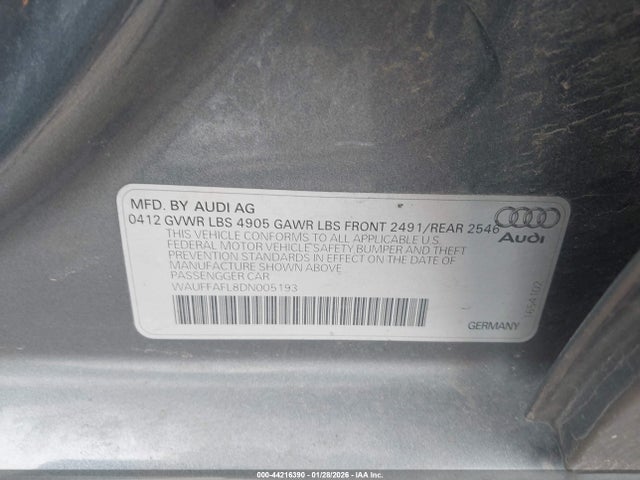 MFD. BY AUDI AG
0412 GVWR LBS 4905 GAWR LBS FRONT 2491/REAR 2546
THIS VEHICLE CONFORMS TO ALL APPLICABLE U.S.
FEDERAL MOTOR VEHICLE SAFETY BUMPER AND THEFT
PREVENTION STANDARDS IN EFFECT ON THE DATE OF
MANUFACTURE SHOWN ABOVE
PASSENGGER CAR
WAUFFAFL8DN005193
Audi
GERMANY
165A102
000-44216390 - 01/28/2026 - IAA INC.